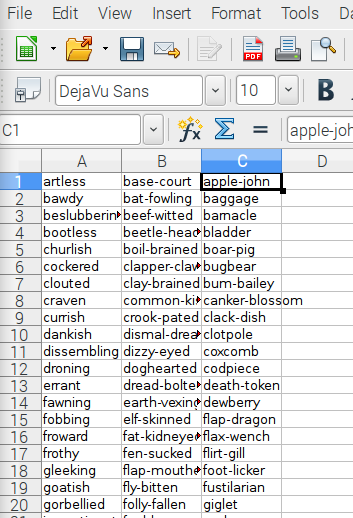 File Edit View Insert Format Tools Da
PDF
DejaVu Sans 10 B
C1 fx Σ = apple-joh
A B C D
1 artless base-court apple-john
2 bawdy bat-fowling baggage
3 beslubberin beef-witted barnacle
4 bootless beetle-head bladder
5 churlish boil-brained boar-pig
6 cockered clapper-claw bugbear
7 clouted clay-brained bum-bailey
8 craven common-ki canker-blossom
9 currish crook-pated clack-dish
10 dankish dismal-drea clotpole
11 dissembling dizzy-eyed coxcomb
12 droning doghearted codpiece
13 errant dread-bolte death-token
14 fawning earth-vexing dewberry
15 fobbing elf-skinned flap-dragon
16 froward fat-kidneye flax-wench
17 frothy fen-sucked flirt-gill
18 gleeking flap-mouthe foot-licker
19 goatish fly-bitten fustilarian
20 gorbellied folly-fallen giglet